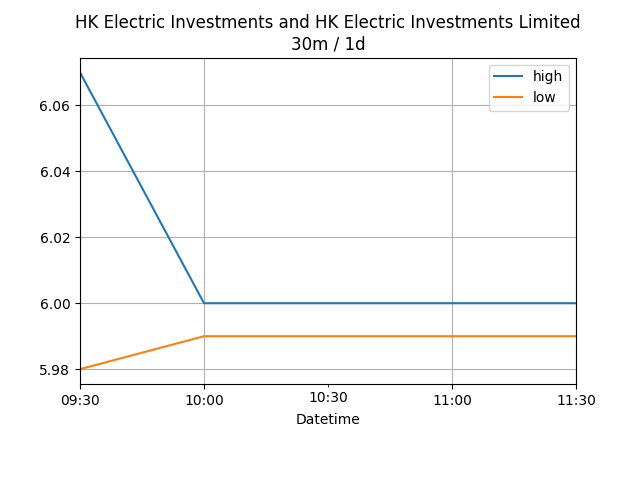 HK Electric Investments and HK Electric Investments Limited
30m / 1d
high
low
6.06
6.04
6.02
6.00
5.98
09:30
10:00
10:30
11:00
11:30
Datetime